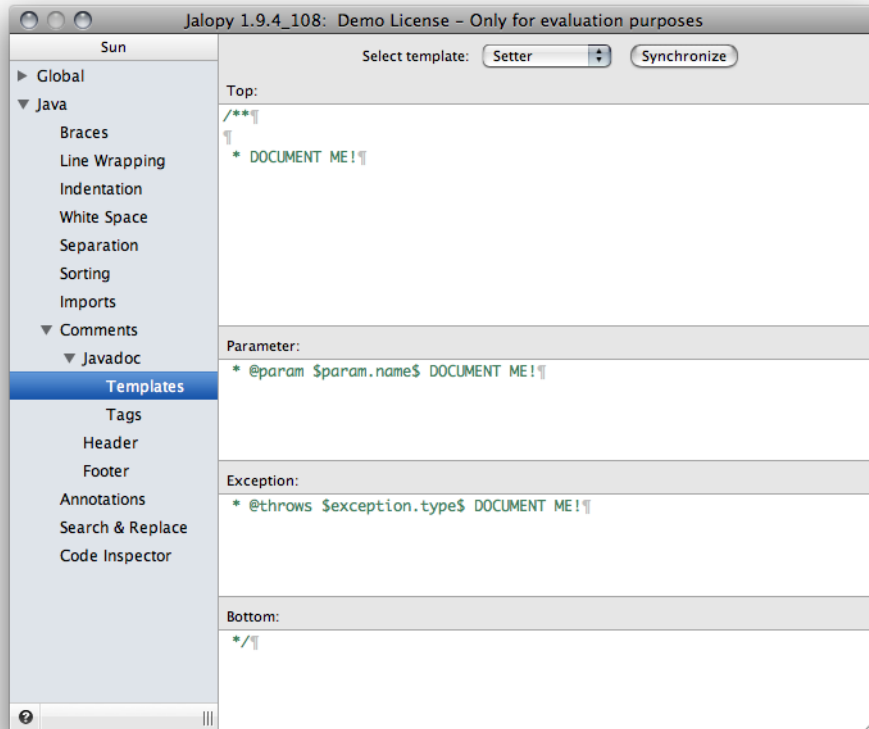 Jalopy 1.9.4_108: Demo License – Only for evaluation purposes
Sun
Global
Java
Braces
Line Wrapping
Indentation
White Space
Separation
Sorting
Imports
Comments
Javadoc
Templates
Tags
Header
Footer
Annotations
Search & Replace
Code Inspector
Select template: Setter Synchronize
Top:
/**¶
¶
 * DOCUMENT ME!¶
Parameter:
 * @param $param.name$ DOCUMENT ME!¶
Exception:
 * @throws $exception.type$ DOCUMENT ME!¶
Bottom:
 */¶